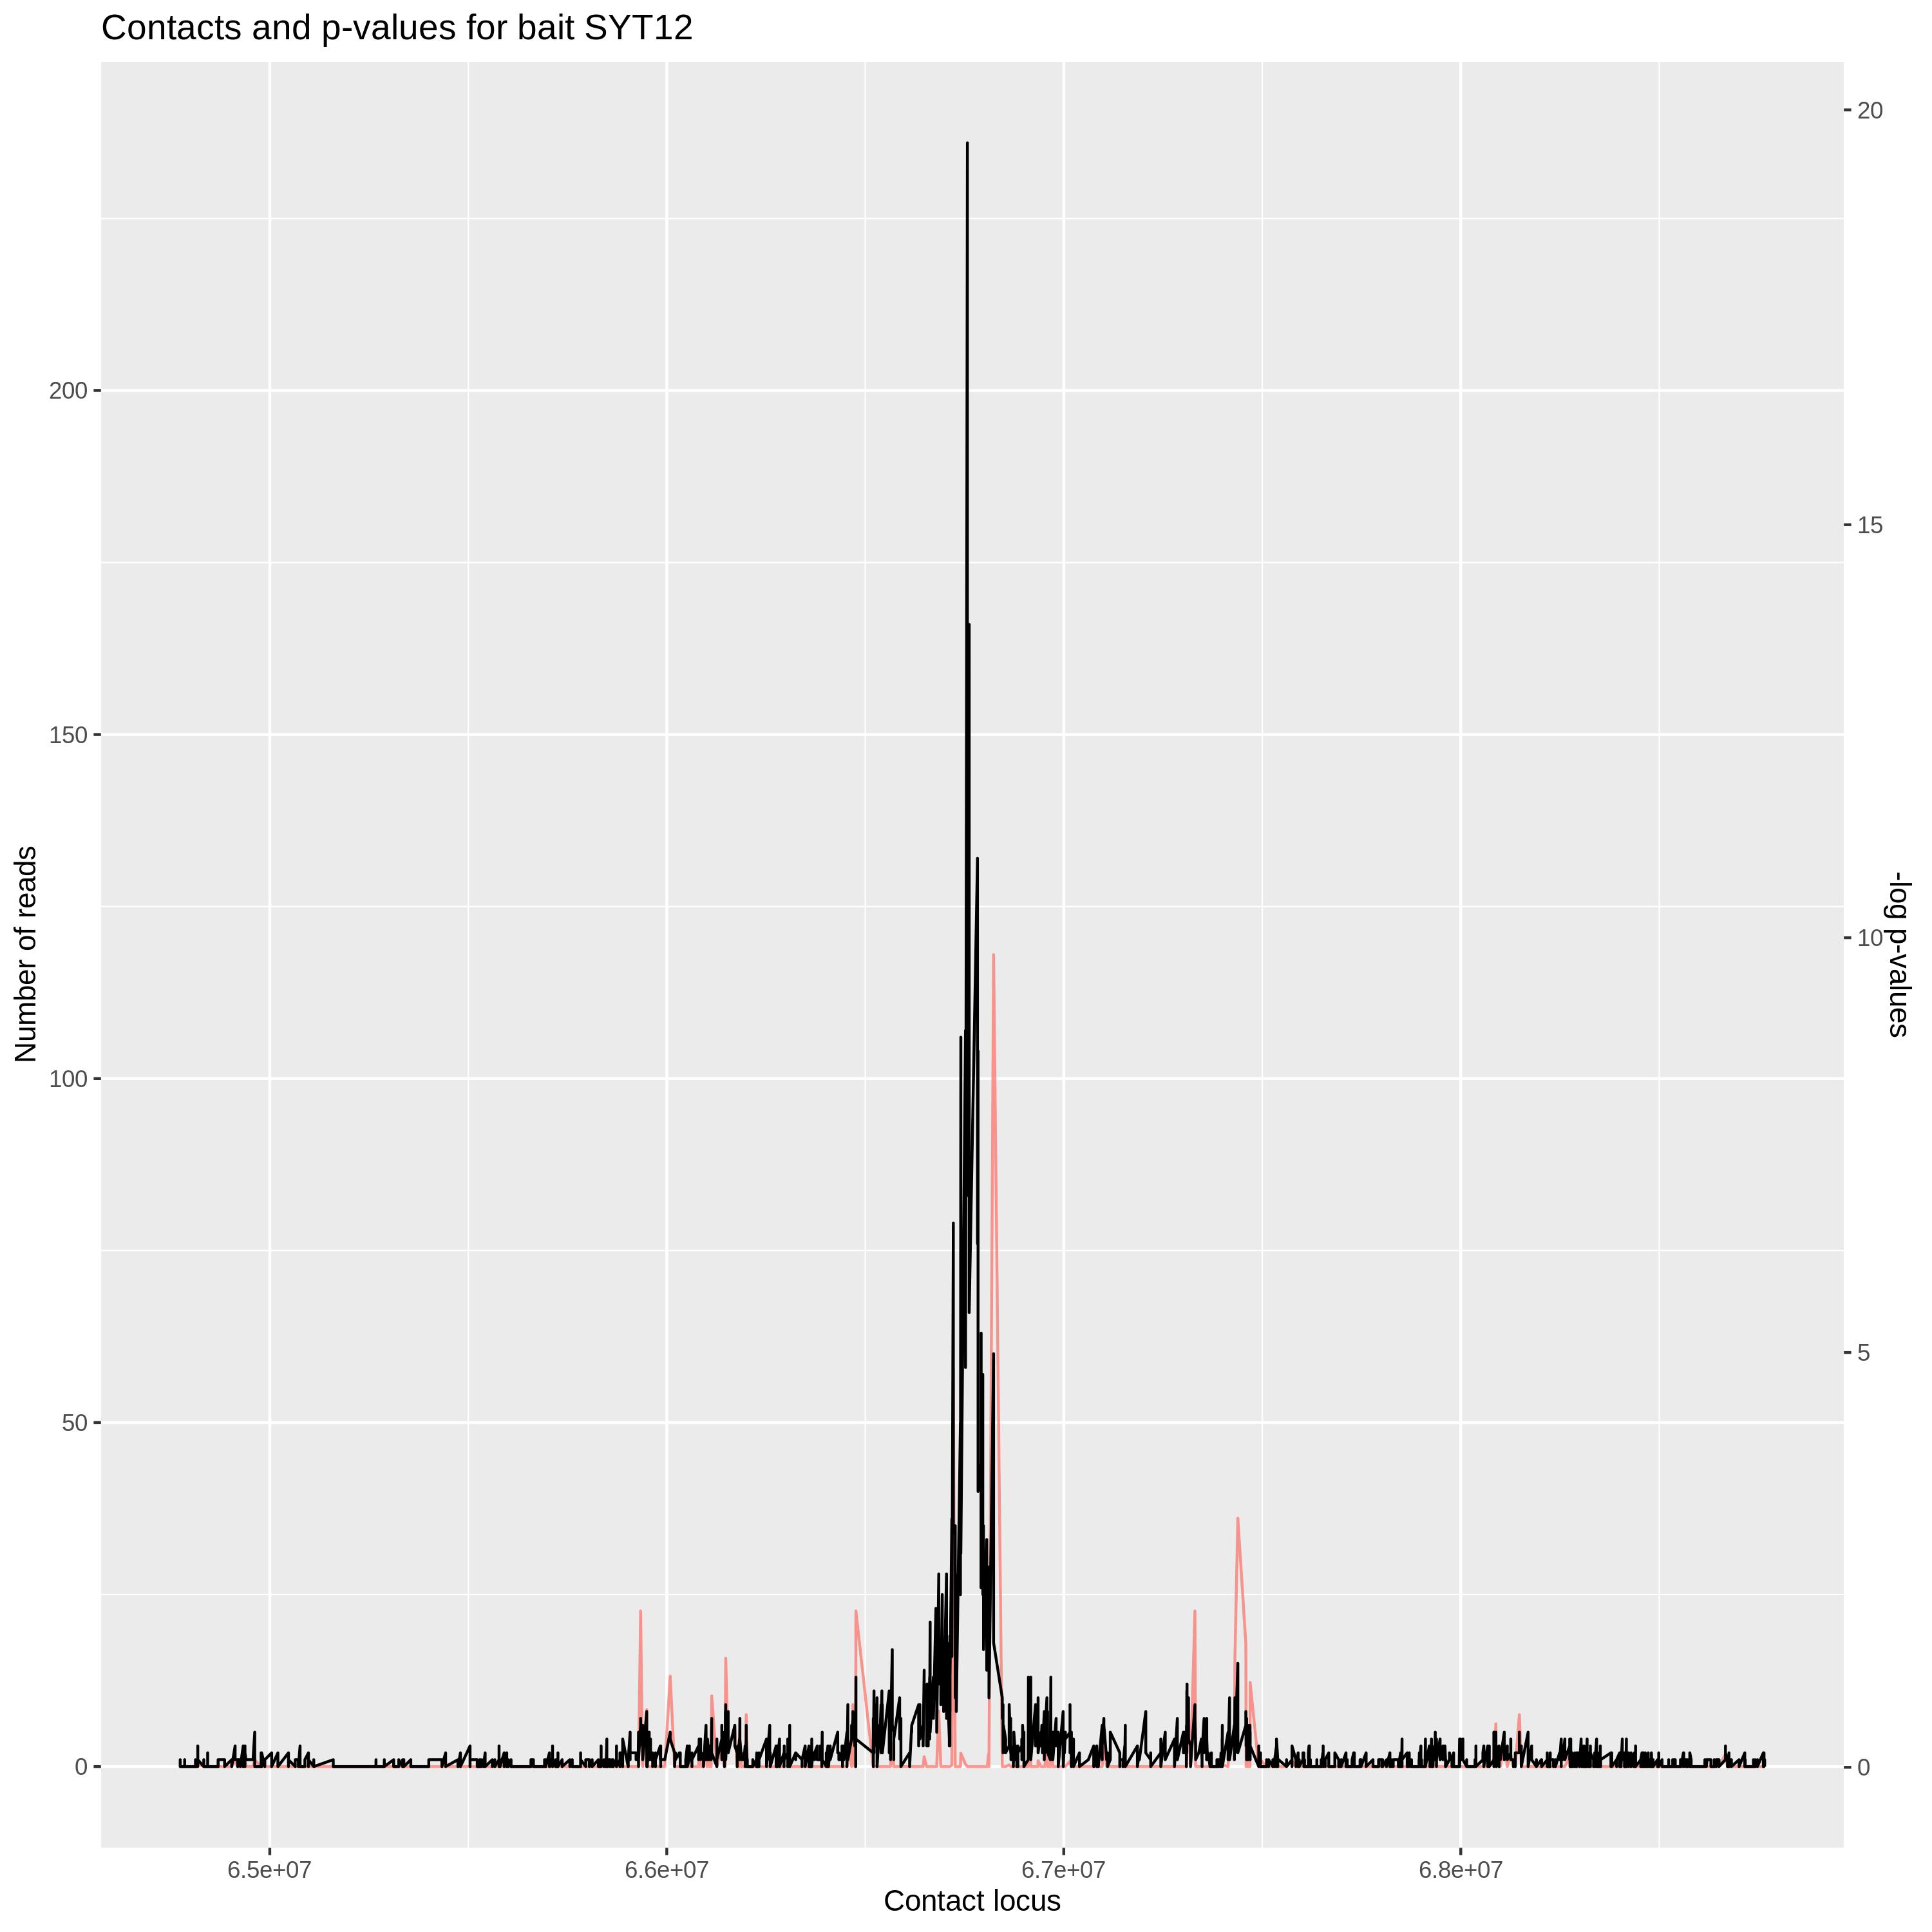 Contacts and p-values for bait SYT12
Number of reads
200
150
100
50
0
20
15
10
5
0
-log p-values
6.5e+07 6.6e+07 6.7e+07 6.8e+07
Contact locus